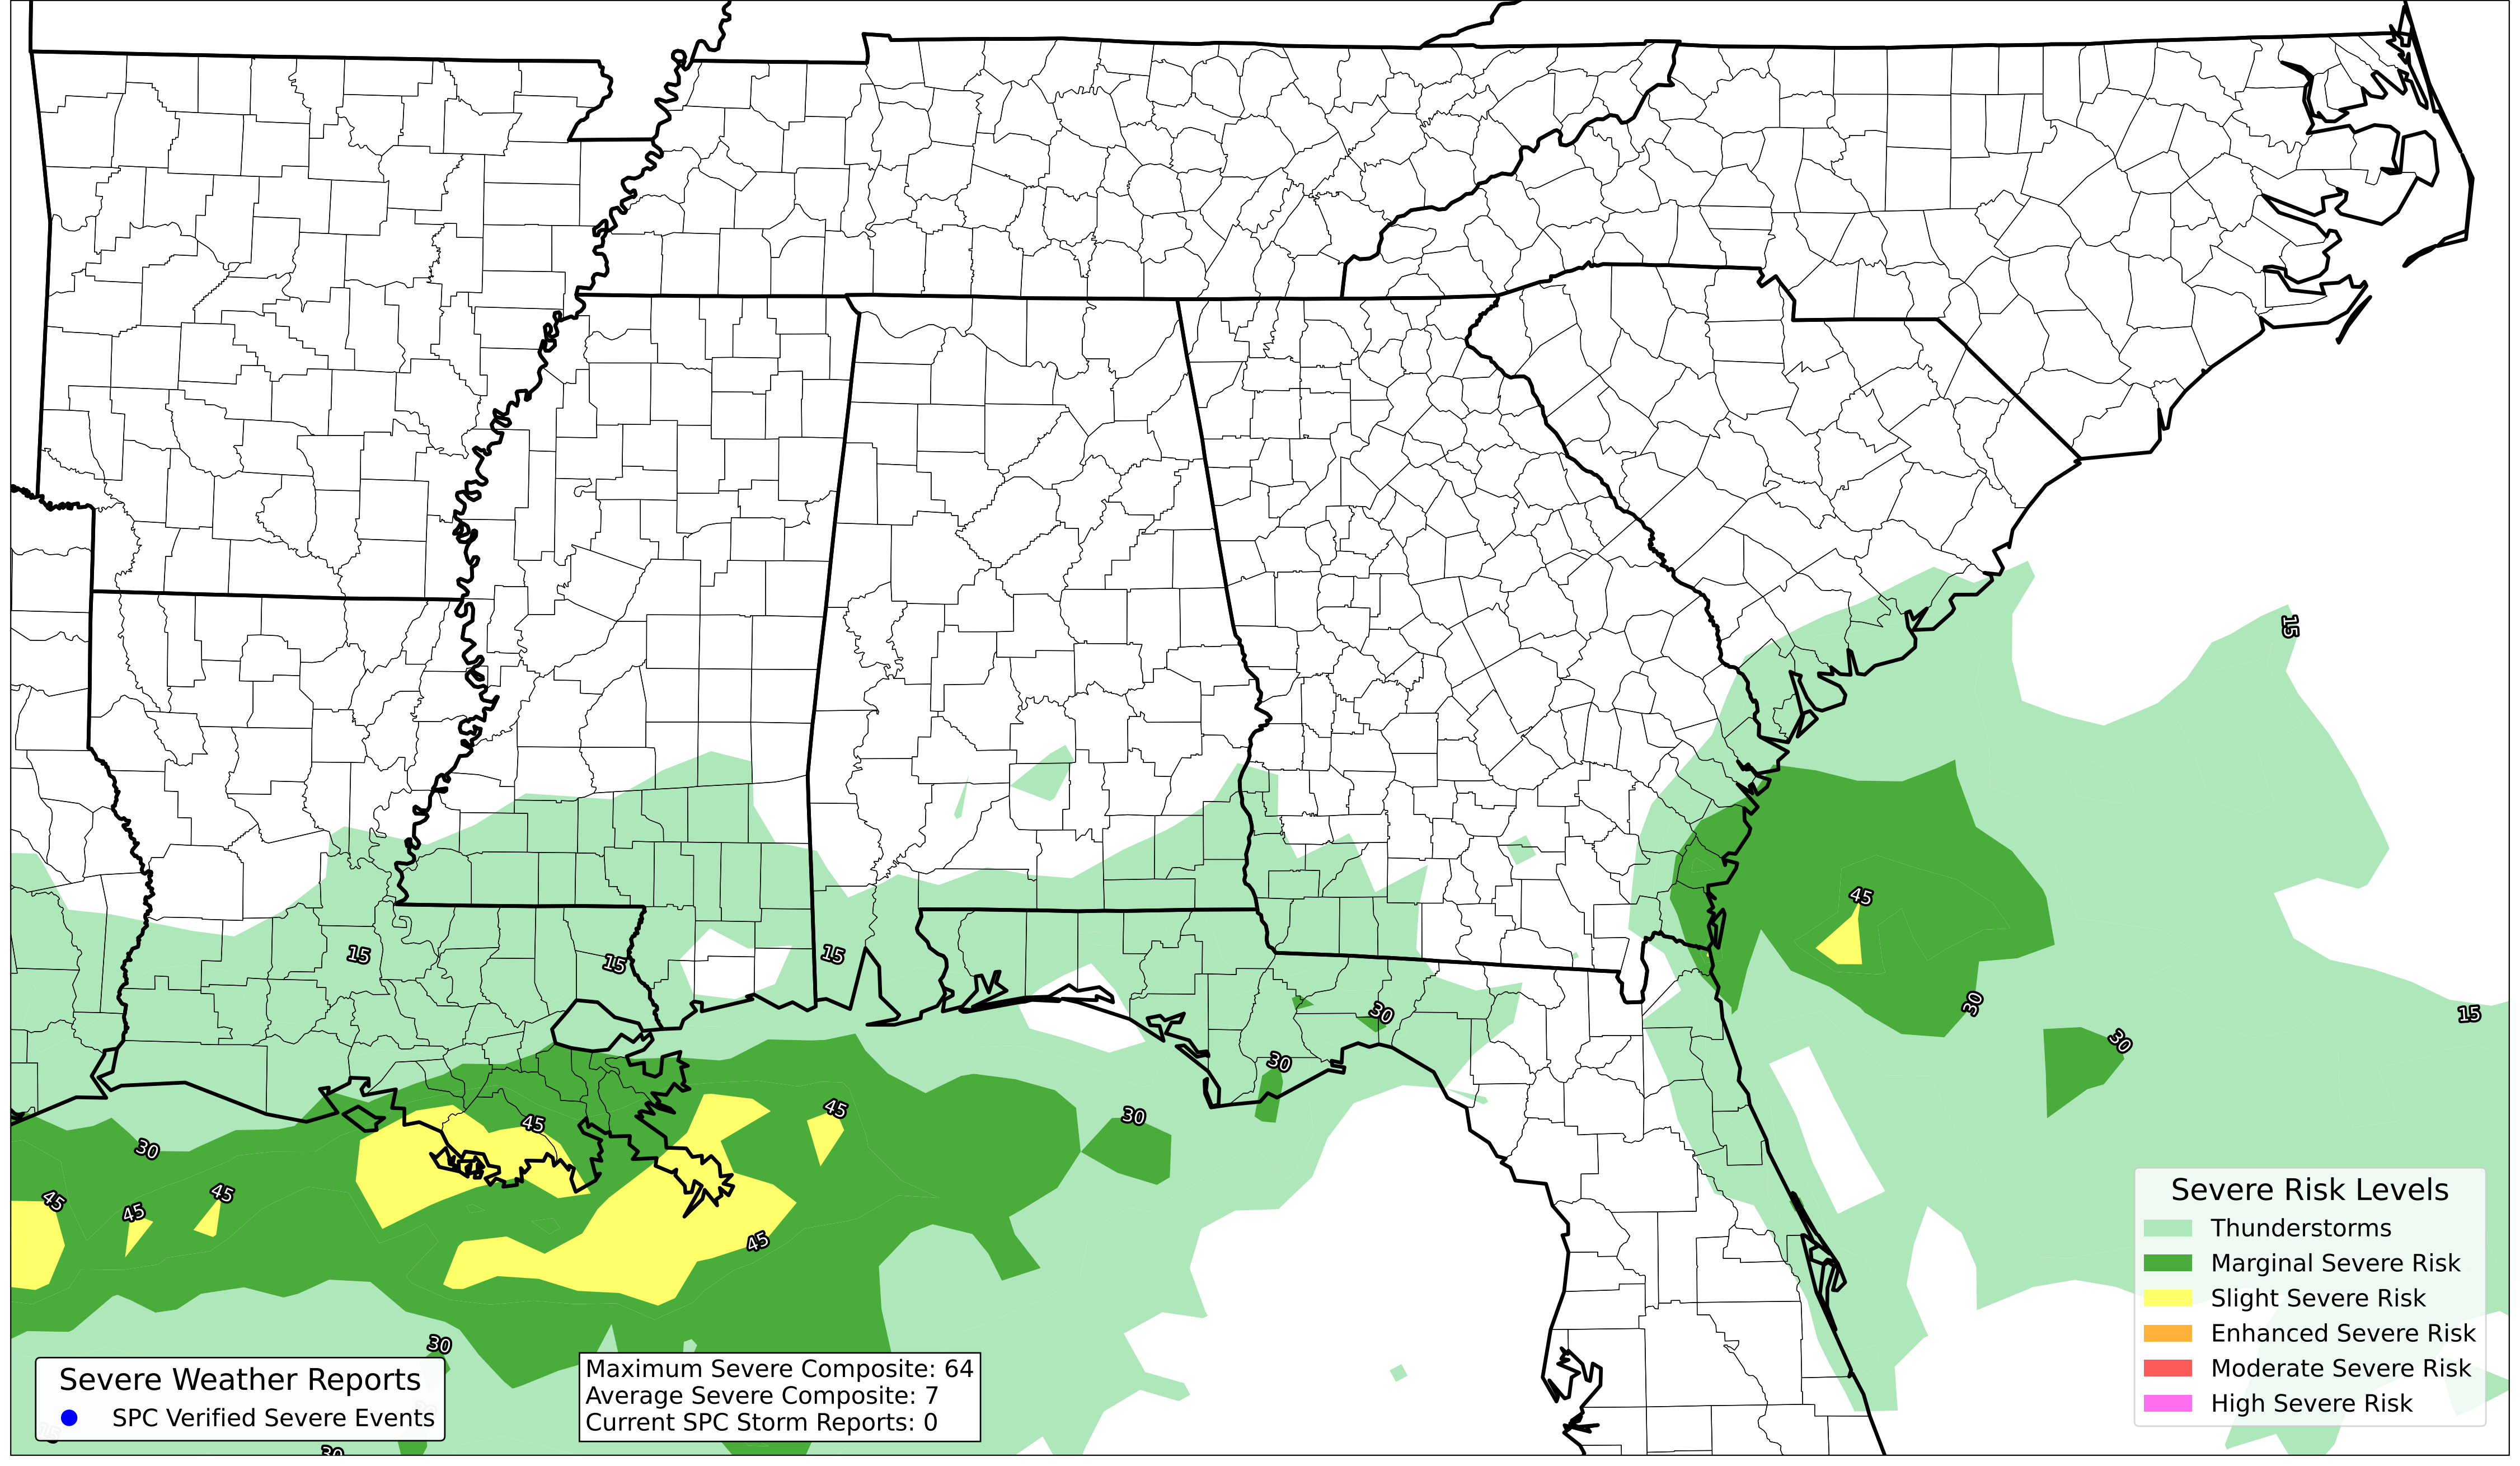 15
15
15
15
15
45
30
30
30
30
30
30
45
45
45
45
45
45
30
30
Severe Risk Levels
Thunderstorms
Marginal Severe Risk
Slight Severe Risk
Enhanced Severe Risk
Moderate Severe Risk
High Severe Risk
Severe Weather Reports
SPC Verified Severe Events
Maximum Severe Composite: 64
Average Severe Composite: 7
Current SPC Storm Reports: 0